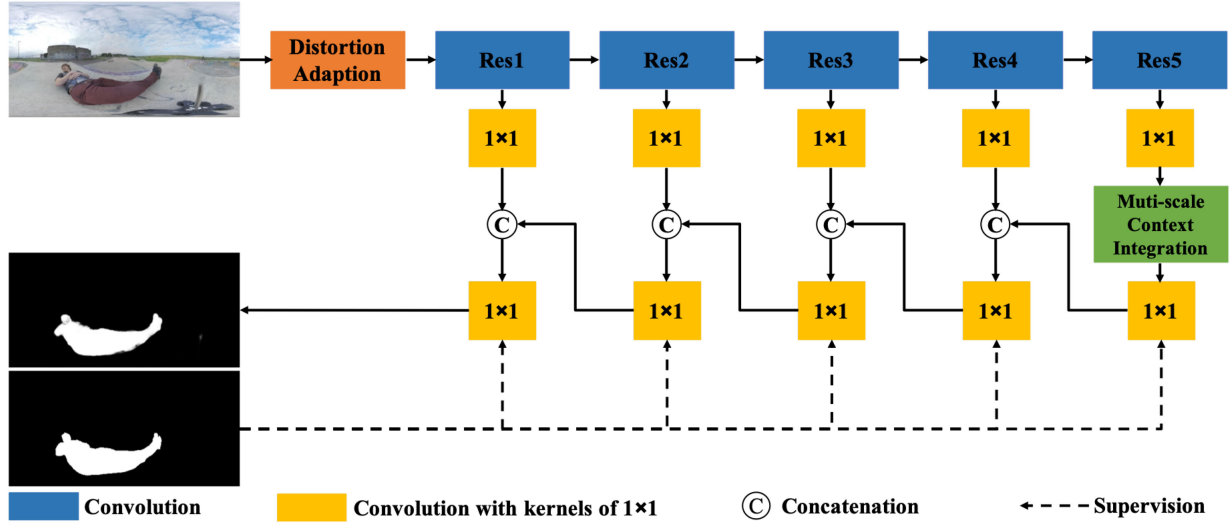 Distortion
Adaption
Res1
Res2
Res3
Res4
Res5
1×1
1×1
1×1
1×1
1×1
Muti-scale
Context
Integration
C
C
C
C
1×1
1×1
1×1
1×1
1×1
Convolution
Convolution with kernels of 1×1
C
Concatenation
Supervision